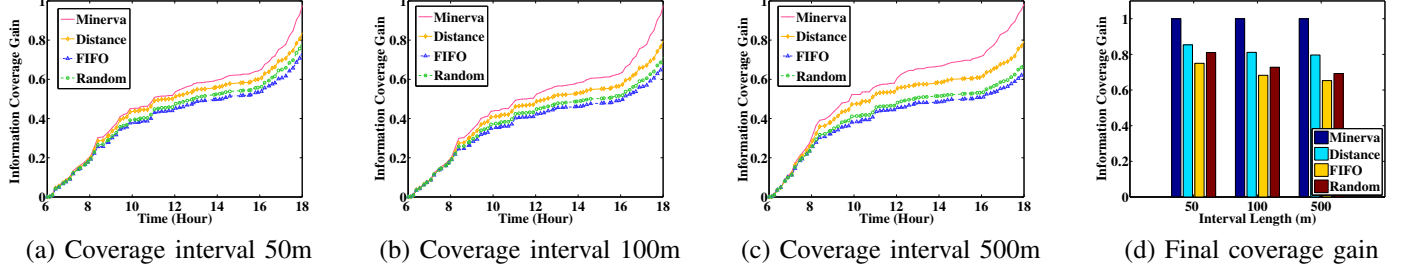 Information Coverage Gain
1
0.8
0.6
0.4
0.2
0
6 8 10 12 14 16 18
Time (Hour)
Minerva
Distance
FIFO
Random
(a) Coverage interval 50m
Information Coverage Gain
1
0.8
0.6
0.4
0.2
0
6 8 10 12 14 16 18
Time (Hour)
Minerva
Distance
FIFO
Random
(b) Coverage interval 100m
Information Coverage Gain
1
0.8
0.6
0.4
0.2
0
6 8 10 12 14 16 18
Time (Hour)
Minerva
Distance
FIFO
Random
(c) Coverage interval 500m
Information Coverage Gain
1
0.8
0.6
0.4
0.2
0
50 100 500
Interval Length (m)
Minerva
Distance
FIFO
Random
(d) Final coverage gain